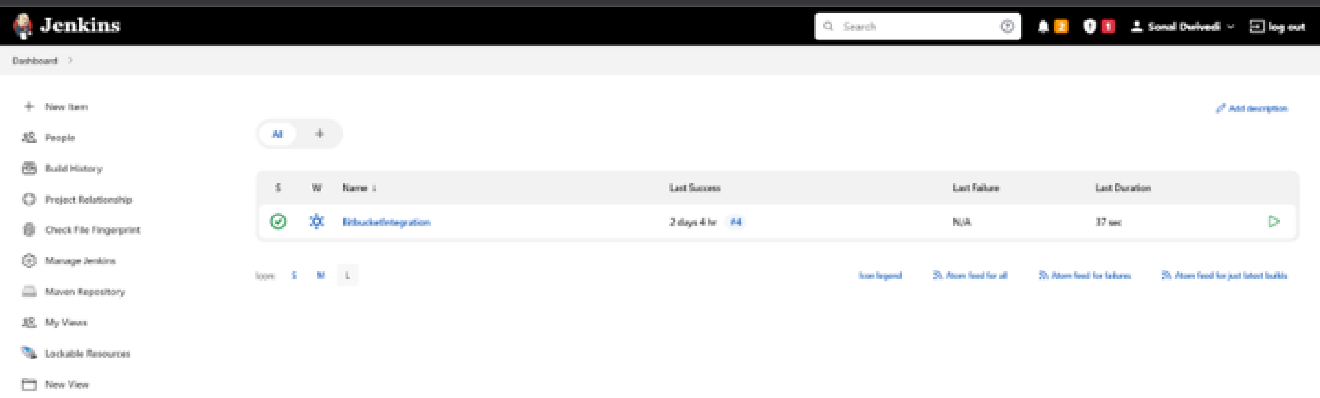 Jenkins
Search
2
1
Sonal Dwivedi
log out
Dashboard >
New Item
People
Build History
Project Relationship
Check File Fingerprint
Manage Jenkins
Maven Repository
My Views
Lockable Resources
New View
Add description
All +
S W Name ↓ Last Success Last Failure Last Duration
BitbucketIntegration 2 days 4 hr #4 N/A 37 sec
Icon: S M L
Icon legend Atom feed for all Atom feed for failures Atom feed for just latest builds